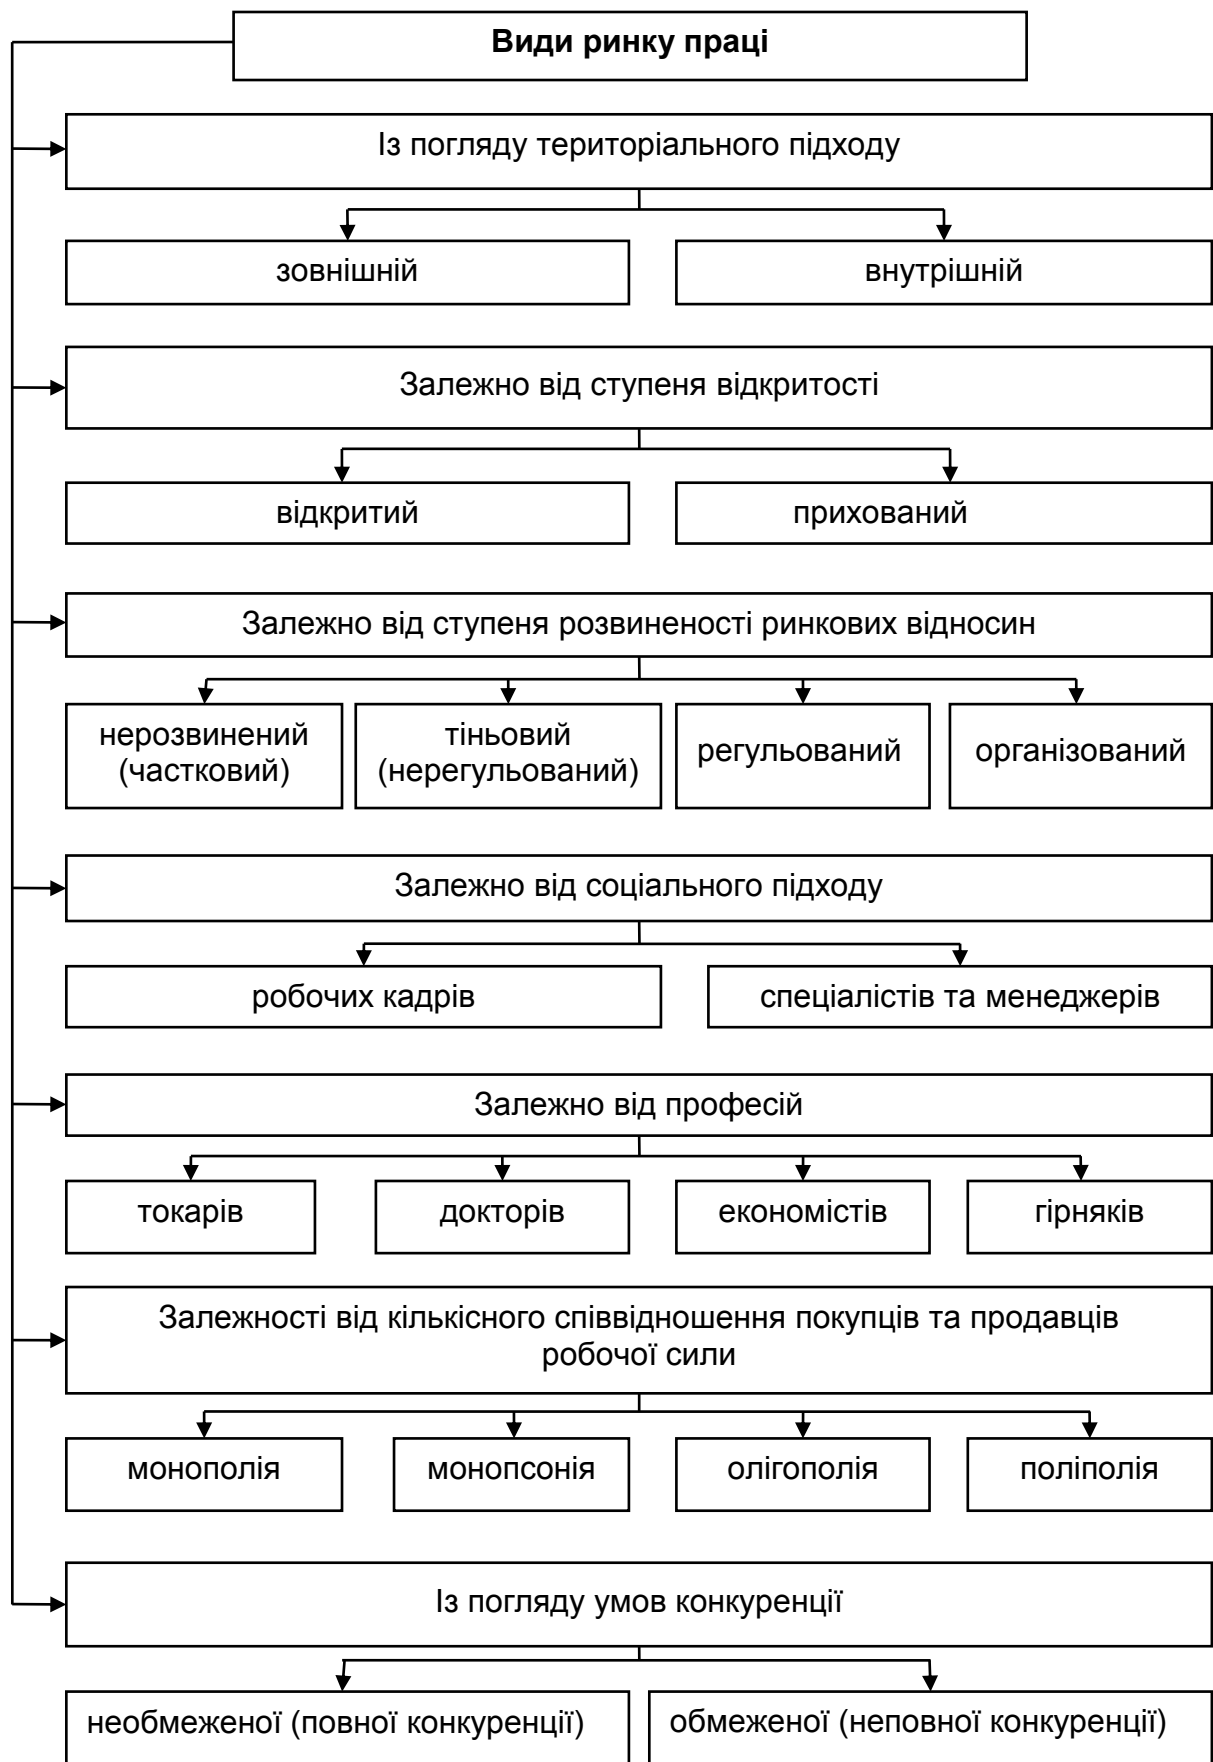 Види ринку праці
Із погляду територіального підходу
зовнішній
внутрішній
Залежно від ступеня відкритості
відкритий
прихований
Залежно від ступеня розвиненості ринкових відносин
нерозвинений
(частковий)
тіньовий
(нерегульований)
регульований
організований
Залежно від соціального підходу
робочих кадрів
спеціалістів та менеджерів
Залежно від професій
токарів
докторів
економістів
гірняків
Залежності від кількісного співвідношення покупців та продавців
робочої сили
монополія
монопсонія
олігополія
поліполія
Із погляду умов конкуренції
необмеженої (повної конкуренції)
обмеженої (неповної конкуренції)